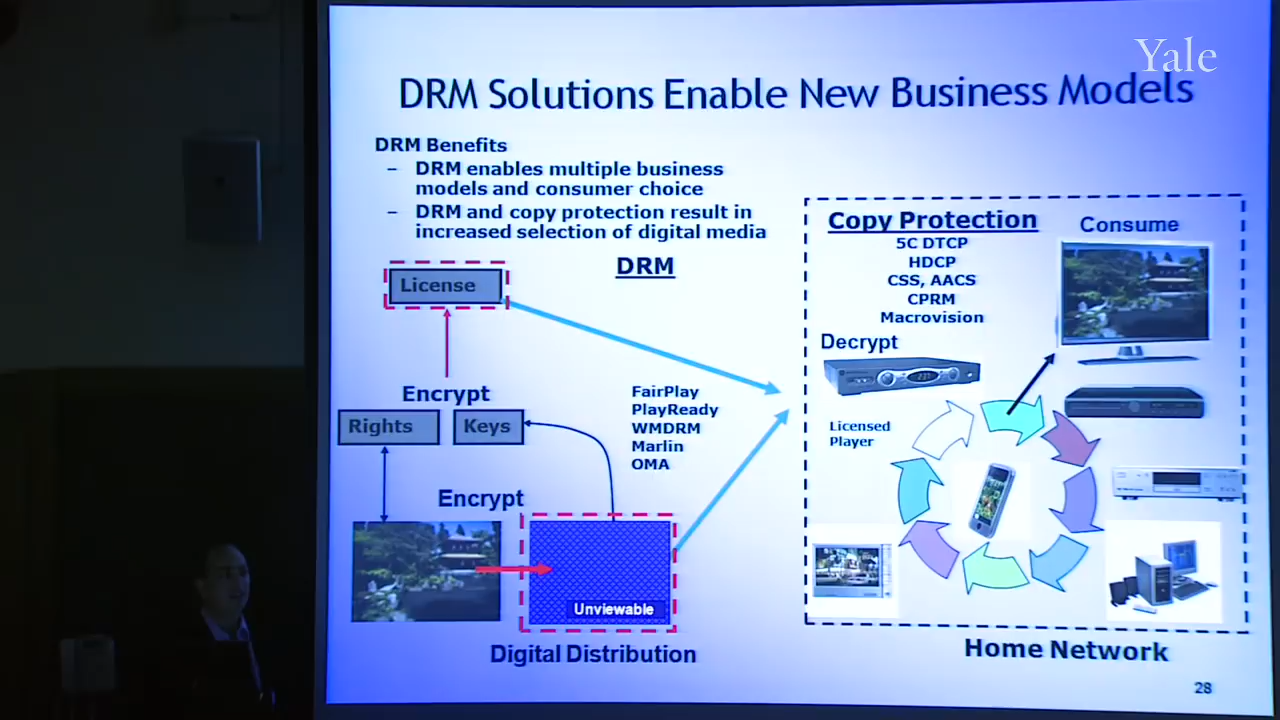 Yale
DRM Solutions Enable New Business Models
DRM Benefits
– DRM enables multiple business
models and consumer choice
– DRM and copy protection result in
increased selection of digital media
DRM
License
Encrypt
Rights
Keys
FairPlay
PlayReady
WMDRM
Marlin
OMA
Encrypt
Unviewable
Digital Distribution
Copy Protection
5C DTCP
HDCP
CSS, AACS
CPRM
Macrovision
Consume
Decrypt
Licensed
Player
Home Network
28